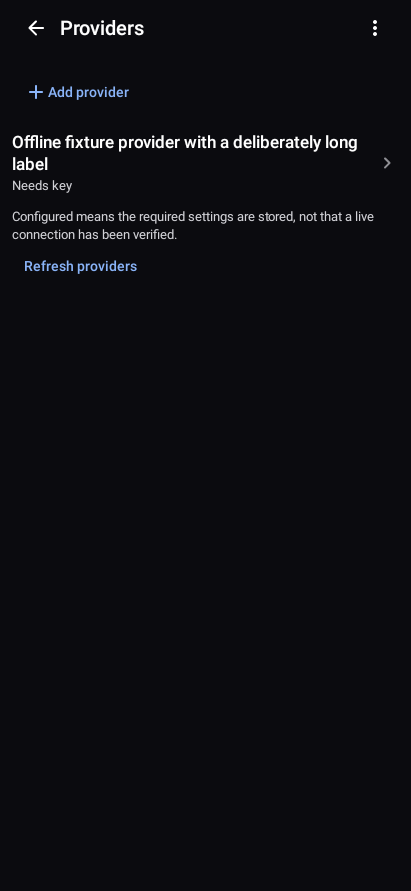 Providers
Add provider
Offline fixture provider with a deliberately long
label
Needs key
Configured means the required settings are stored, not that a live
connection has been verified.
Refresh providers